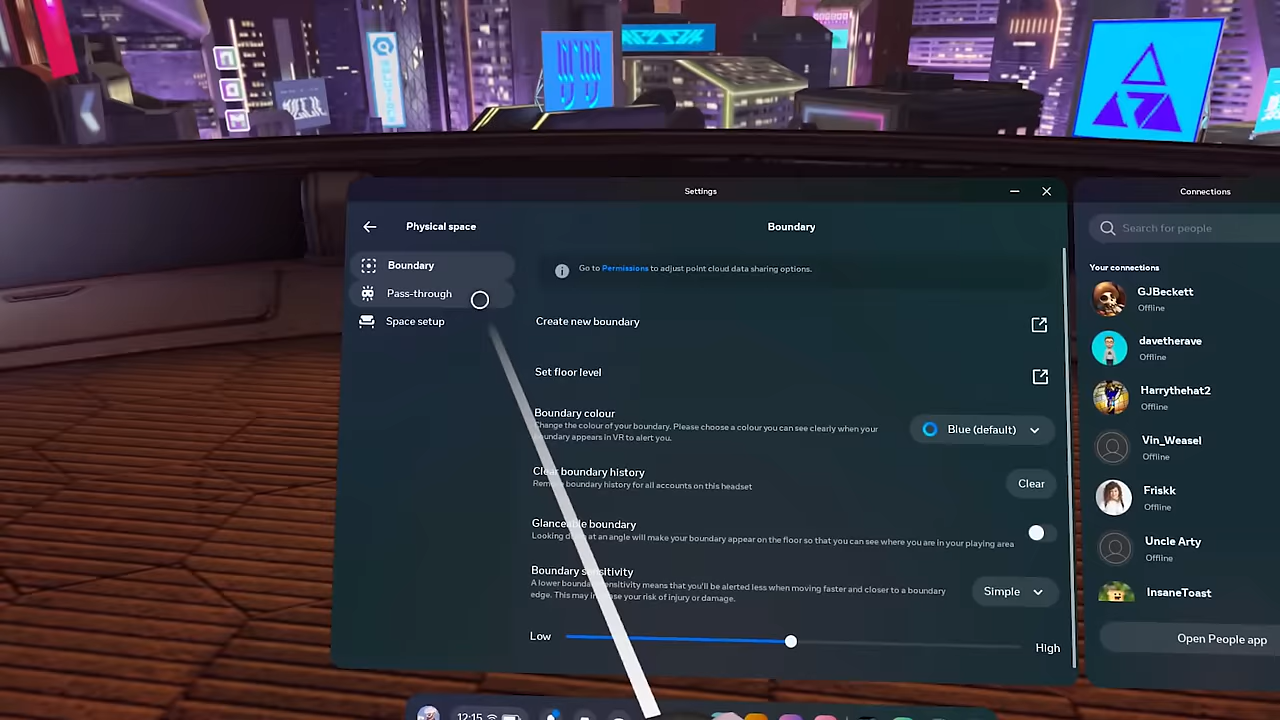 Settings
Physical space
Boundary
Boundary
Pass-through
Space setup
Go to Permissions to adjust point cloud data sharing options.
Create new boundary
Set floor level
Boundary colour
Change the colour of your boundary. Please choose a colour you can see clearly when your
boundary appears in VR to alert you.
Blue (default)
Clear boundary history
boundary history for all accounts on this headset
Clear
Glanceable boundary
Looking at an angle will make your boundary appear on the floor so that you can see where you are in your playing area
Boundary sensitivity
A lower boundary sensitivity means that you'll be alerted less when moving faster and closer to a boundary
edge. This may your risk of injury or damage.
Simple
Low
High
Connections
Search for people
Your connections
GJBeckett
Offline
davetherave
Offline
Harrythehat2
Offline
Vin_Weasel
Offline
Friskk
Offline
Uncle Arty
Offline
InsaneToast
Open People app
12:15